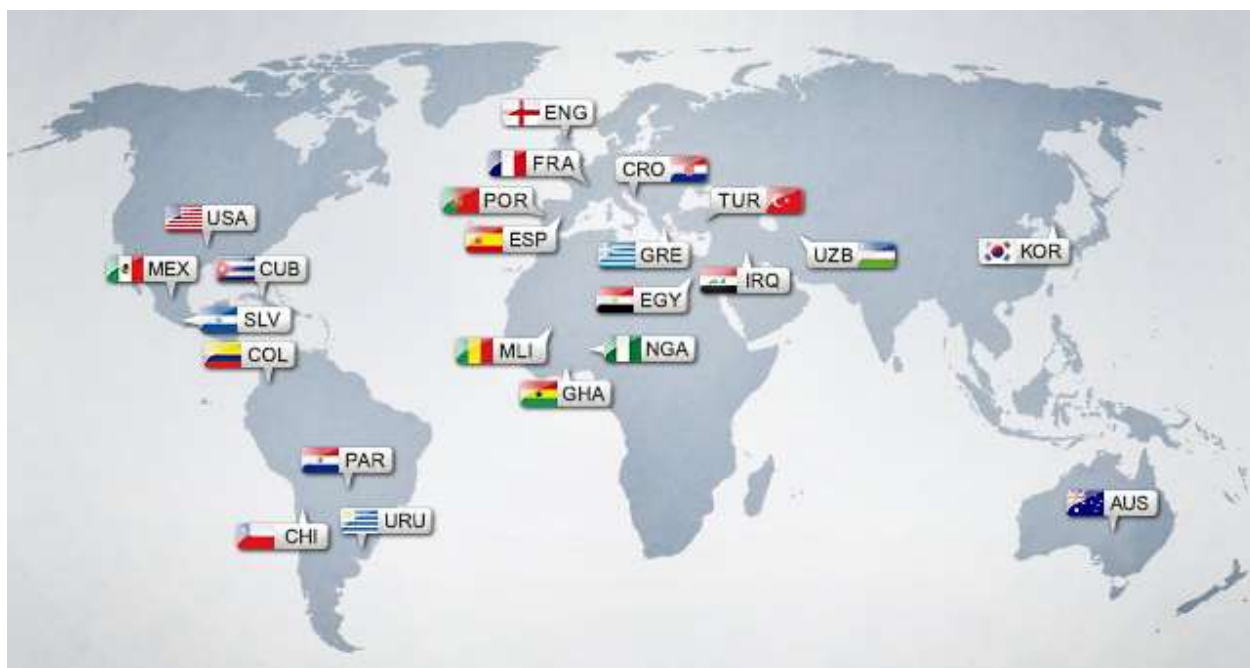 ENG
FRA
CRO
POR
TUR
USA
ESP
GRE
UZB
KOR
MEX
CUB
IRQ
EGY
SLV
MLI
NGA
COL
GHA
PAR
AUS
URU
CHI